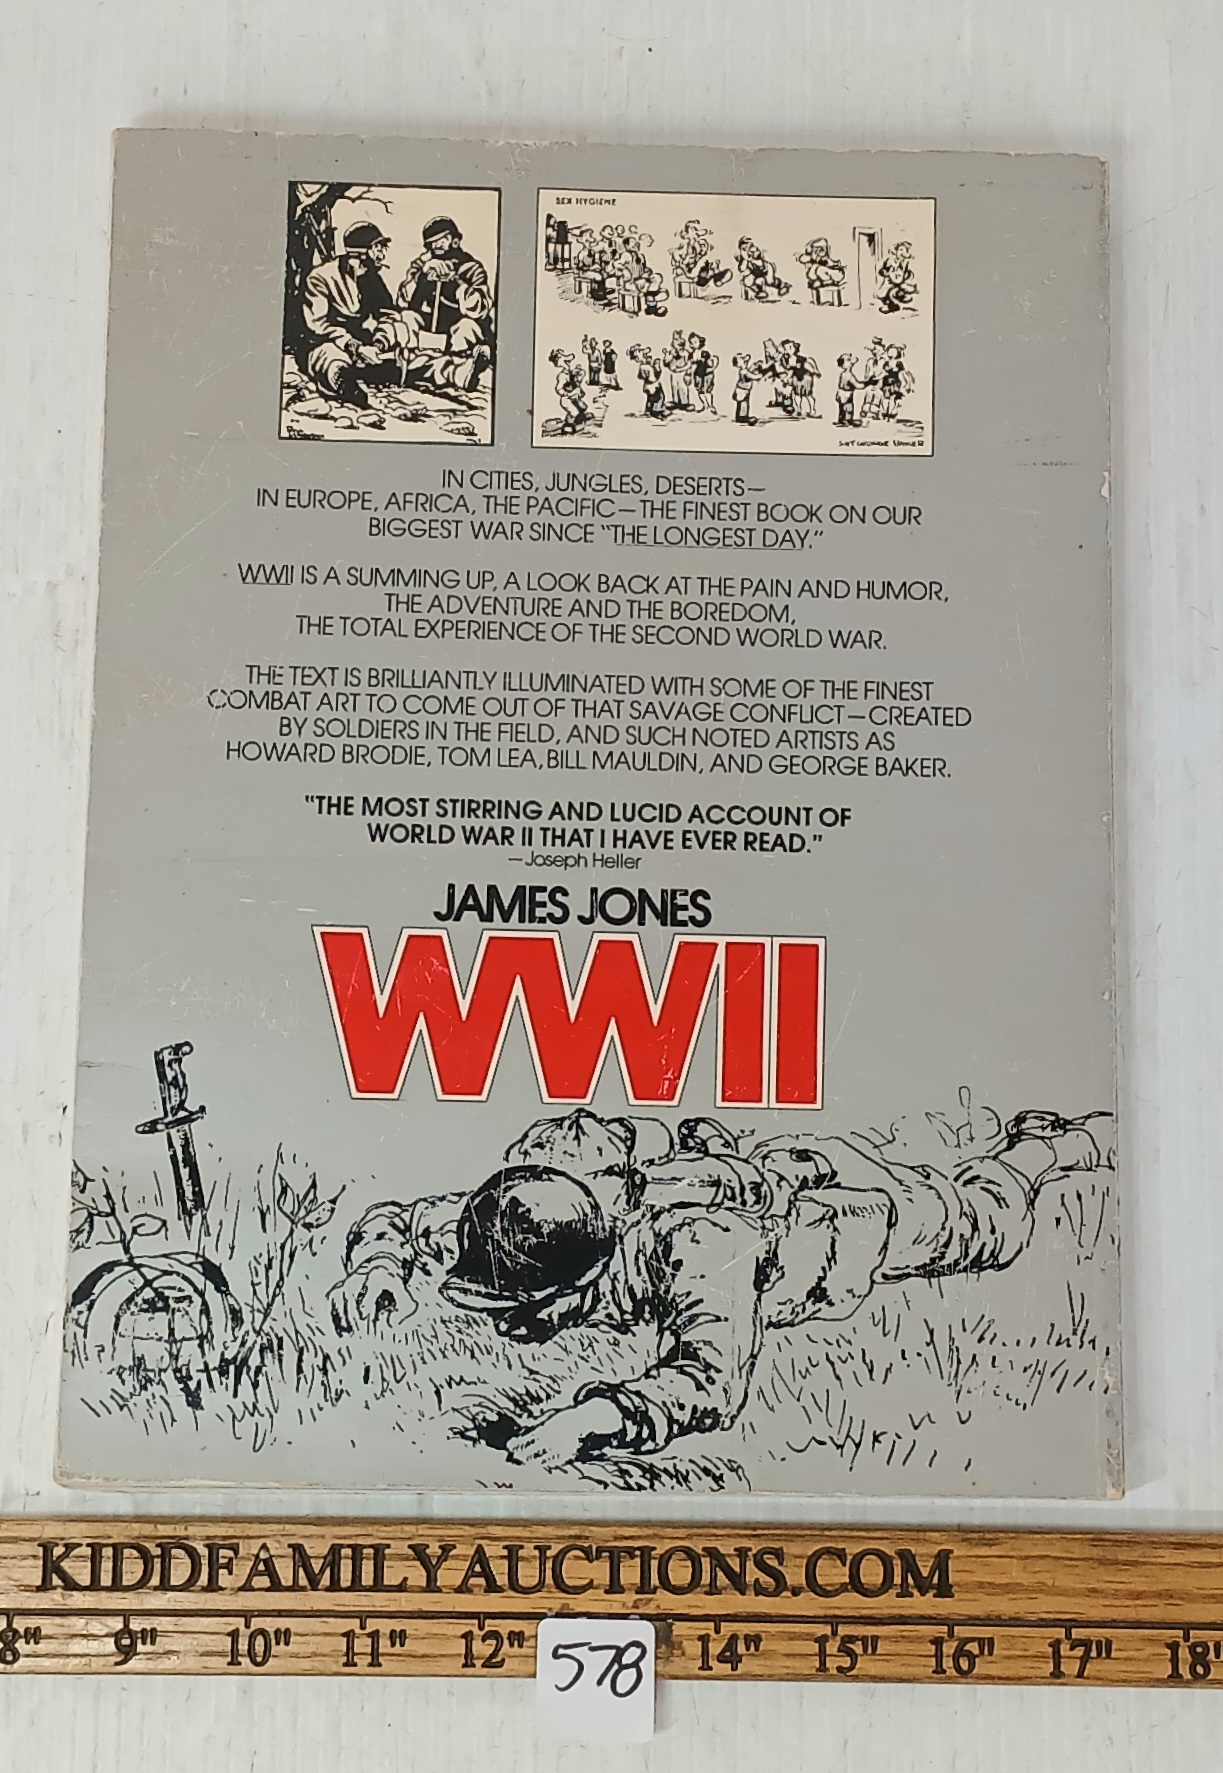 SEX HYGIENE
IN CITIES, JUNGLES, DESERTS—
IN EUROPE, AFRICA, THE PACIFIC—THE FINEST BOOK ON OUR
BIGGEST WAR SINCE "THE LONGEST DAY."
WWII IS A SUMMING UP, A LOOK BACK AT THE PAIN AND HUMOR,
THE ADVENTURE AND THE BOREDOM,
THE TOTAL EXPERIENCE OF THE SECOND WORLD WAR.
THE TEXT IS BRILLIANTLY ILLUMINATED WITH SOME OF THE FINEST
COMBAT ART TO COME OUT OF THAT SAVAGE CONFLICT—CREATED
BY SOLDIERS IN THE FIELD, AND SUCH NOTED ARTISTS AS
HOWARD BRODIE, TOM LEA, BILL MAULDIN, AND GEORGE BAKER.
"THE MOST STIRRING AND LUCID ACCOUNT OF
WORLD WAR II THAT I HAVE EVER READ."
—Joseph Heller
JAMES JONES
WWII
KIDDFAMILYAUCTIONS.COM
8" 9" 10" 11" 12" 14" 15" 16" 17" 18"
578